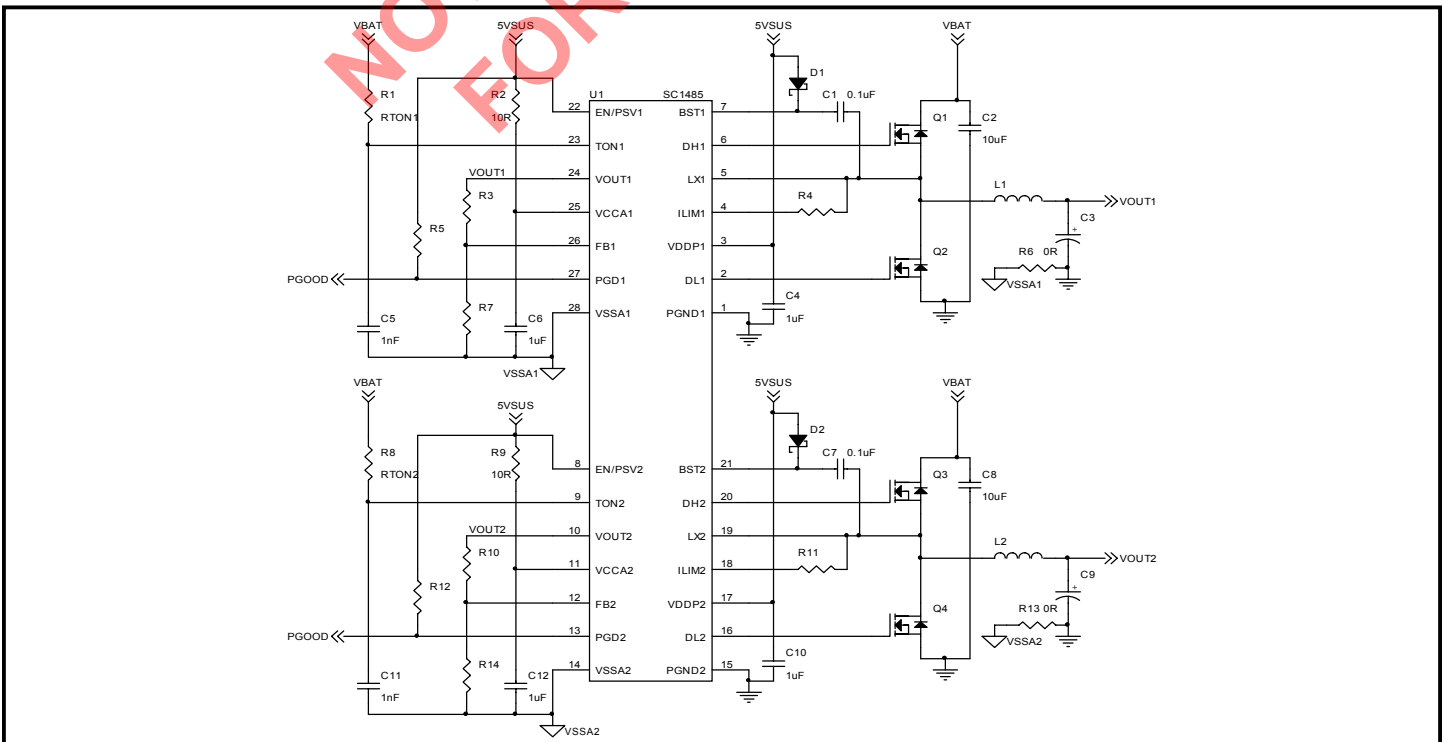 NO
FOR
VBAT
5VSUS
5VSUS
VBAT
R1
RTON1
R2
10R
U1
SC1485
D1
C1 0.1uF
Q1
C2
10uF
22 EN/PSV1
BST1 7
23 TON1
DH1 6
VOUT1
24 VOUT1
LX1 5
R3
25 VCCA1
ILIM1 4
R4
L1
VOUT1
C3
+
R5
26 FB1
VDDP1 3
Q2
R6 0R
VSSA1
PGOOD
27 PGD1
DL1 2
R7
28 VSSA1
PGND1 1
C4
1uF
C5
1nF
C6
1uF
VSSA1
VBAT
5VSUS
5VSUS
VBAT
R8
RTON2
R9
10R
D2
C7 0.1uF
Q3
C8
10uF
8 EN/PSV2
BST2 21
9 TON2
DH2 20
VOUT2
10 VOUT2
LX2 19
R10
11 VCCA2
ILIM2 18
R11
L2
VOUT2
C9
+
R12
12 FB2
VDDP2 17
Q4
R13 0R
VSSA2
PGOOD
13 PGD2
DL2 16
R14
14 VSSA2
PGND2 15
C10
1uF
C11
1nF
C12
1uF
VSSA2